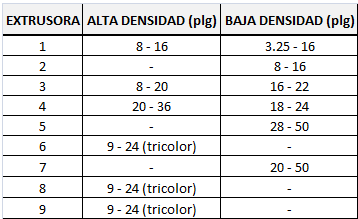 EXTRUSORA ALTA DENSIDAD (plg) BAJA DENSIDAD (plg)
1 8 - 16 3.25 - 16
2 - 8 - 16
3 8 - 20 16 - 22
4 20 - 36 18 - 24
5 - 28 - 50
6 9 - 24 (tricolor) -
7 - 20 - 50
8 9 - 24 (tricolor) -
9 9 - 24 (tricolor) -